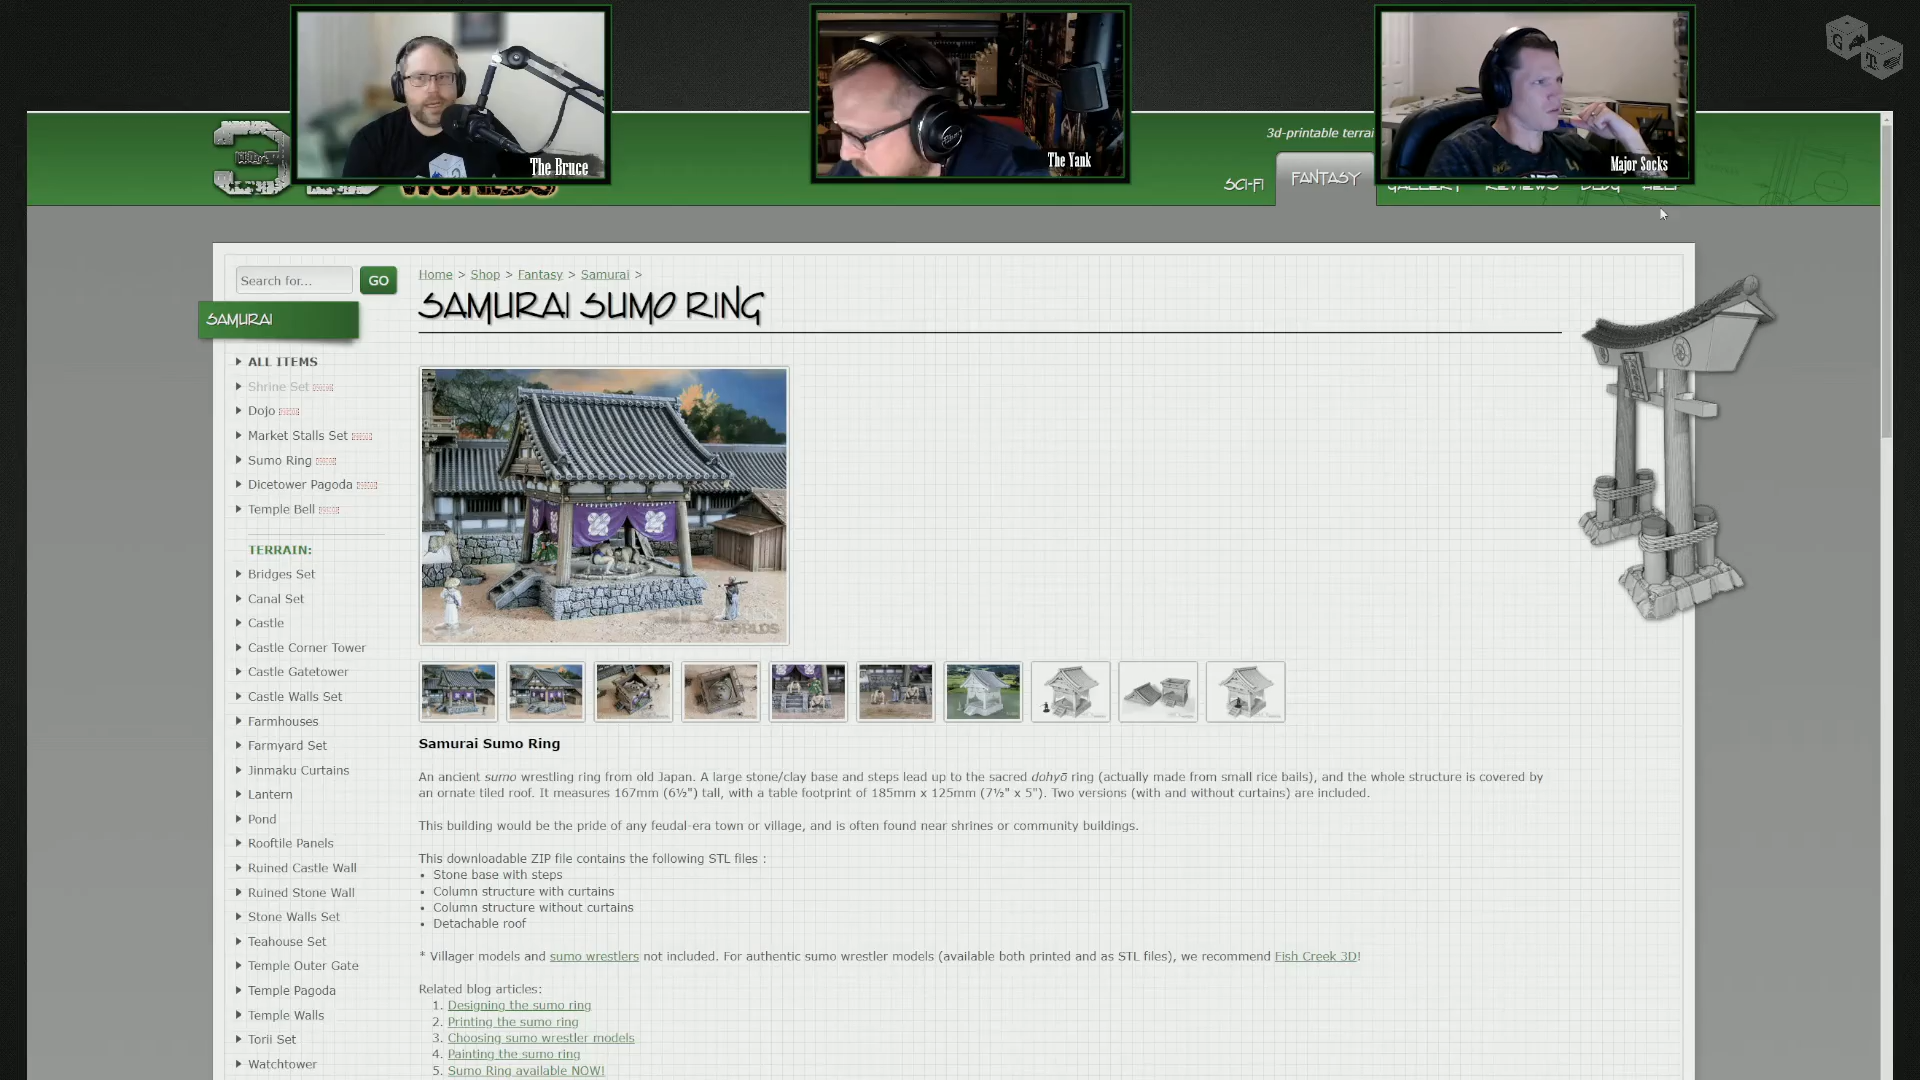 The Bruce
The Yank
Major Socks
3
WORLDS
3d-printable terrai
SCI-FI
FANTASY
GALLERY
REVIEWS
BLOG
HELP
Search for...
GO
Home > Shop > Fantasy > Samurai >
SAMURAI SUMO RING
SAMURAI
ALL ITEMS
Shrine Set
Dojo
Market Stalls Set
Sumo Ring
Dicetower Pagoda
Temple Bell
TERRAIN:
Bridges Set
Canal Set
Castle
Castle Corner Tower
Castle Gatetower
Castle Walls Set
Farmhouses
Farmyard Set
Jinmaku Curtains
Lantern
Pond
Rooftile Panels
Ruined Castle Wall
Ruined Stone Wall
Stone Walls Set
Teahouse Set
Temple Outer Gate
Temple Pagoda
Temple Walls
Torii Set
Watchtower
WORLDS
Samurai Sumo Ring
An ancient sumo wrestling ring from old Japan. A large stone/clay base and steps lead up to the sacred dohyō ring (actually made from small rice bails), and the whole structure is covered by
an ornate tiled roof. It measures 167mm (6½") tall, with a table footprint of 185mm x 125mm (7½" x 5"). Two versions (with and without curtains) are included.
This building would be the pride of any feudal-era town or village, and is often found near shrines or community buildings.
This downloadable ZIP file contains the following STL files :
• Stone base with steps
• Column structure with curtains
• Column structure without curtains
• Detachable roof
* Villager models and sumo wrestlers not included. For authentic sumo wrestler models (available both printed and as STL files), we recommend Fish Creek 3D!
Related blog articles:
1. Designing the sumo ring
2. Printing the sumo ring
3. Choosing sumo wrestler models
4. Painting the sumo ring
5. Sumo Ring available NOW!